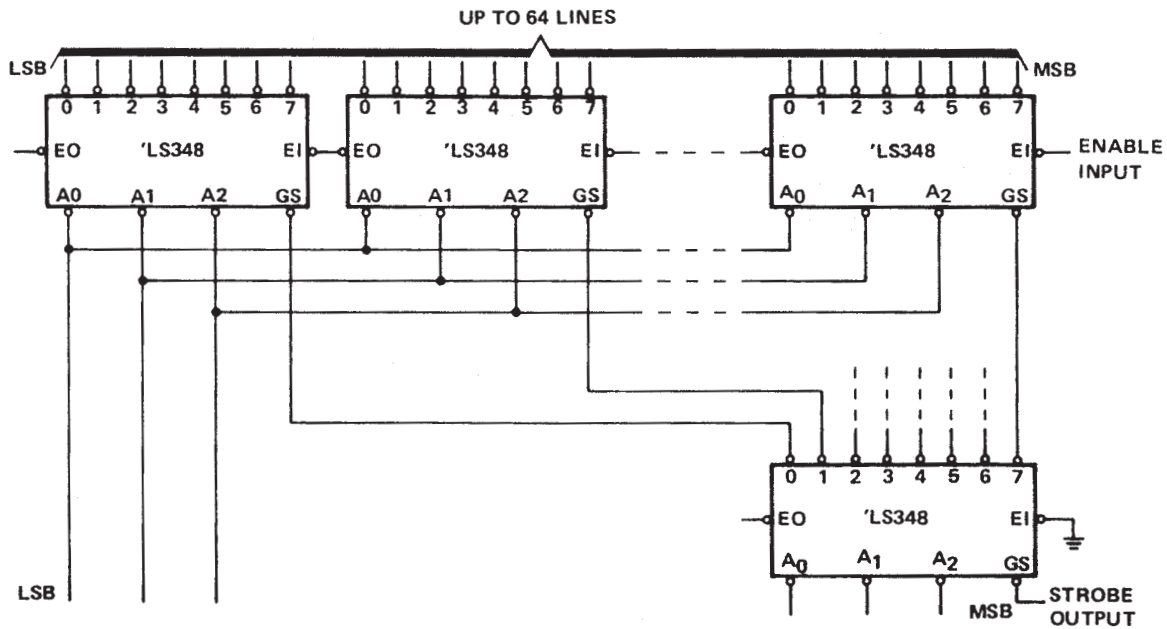 UP TO 64 LINES
LSB
MSB
0 1 2 3 4 5 6 7
0 1 2 3 4 5 6 7
0 1 2 3 4 5 6 7
EO 'LS348 EI
EO 'LS348 EI
EO 'LS348 EI
ENABLE
INPUT
A0 A1 A2 GS
A0 A1 A2 GS
A0 A1 A2 GS
0 1 2 3 4 5 6 7
EO 'LS348 EI
A0 A1 A2 GS
LSB
MSB
STROBE
OUTPUT